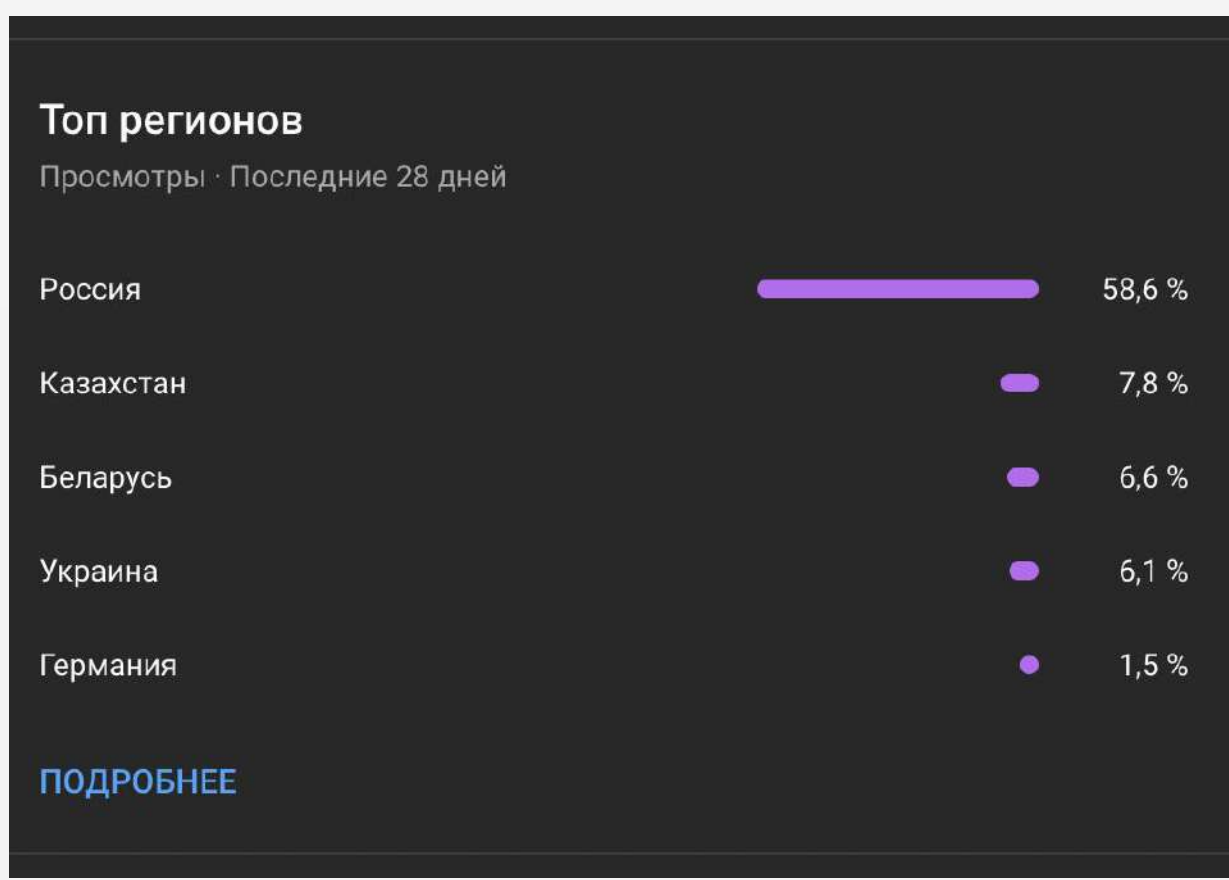 Топ регионов
Просмотры · Последние 28 дней
Россия 58,6 %
Казахстан 7,8 %
Беларусь 6,6 %
Украина 6,1 %
Германия 1,5 %
ПОДРОБНЕЕ